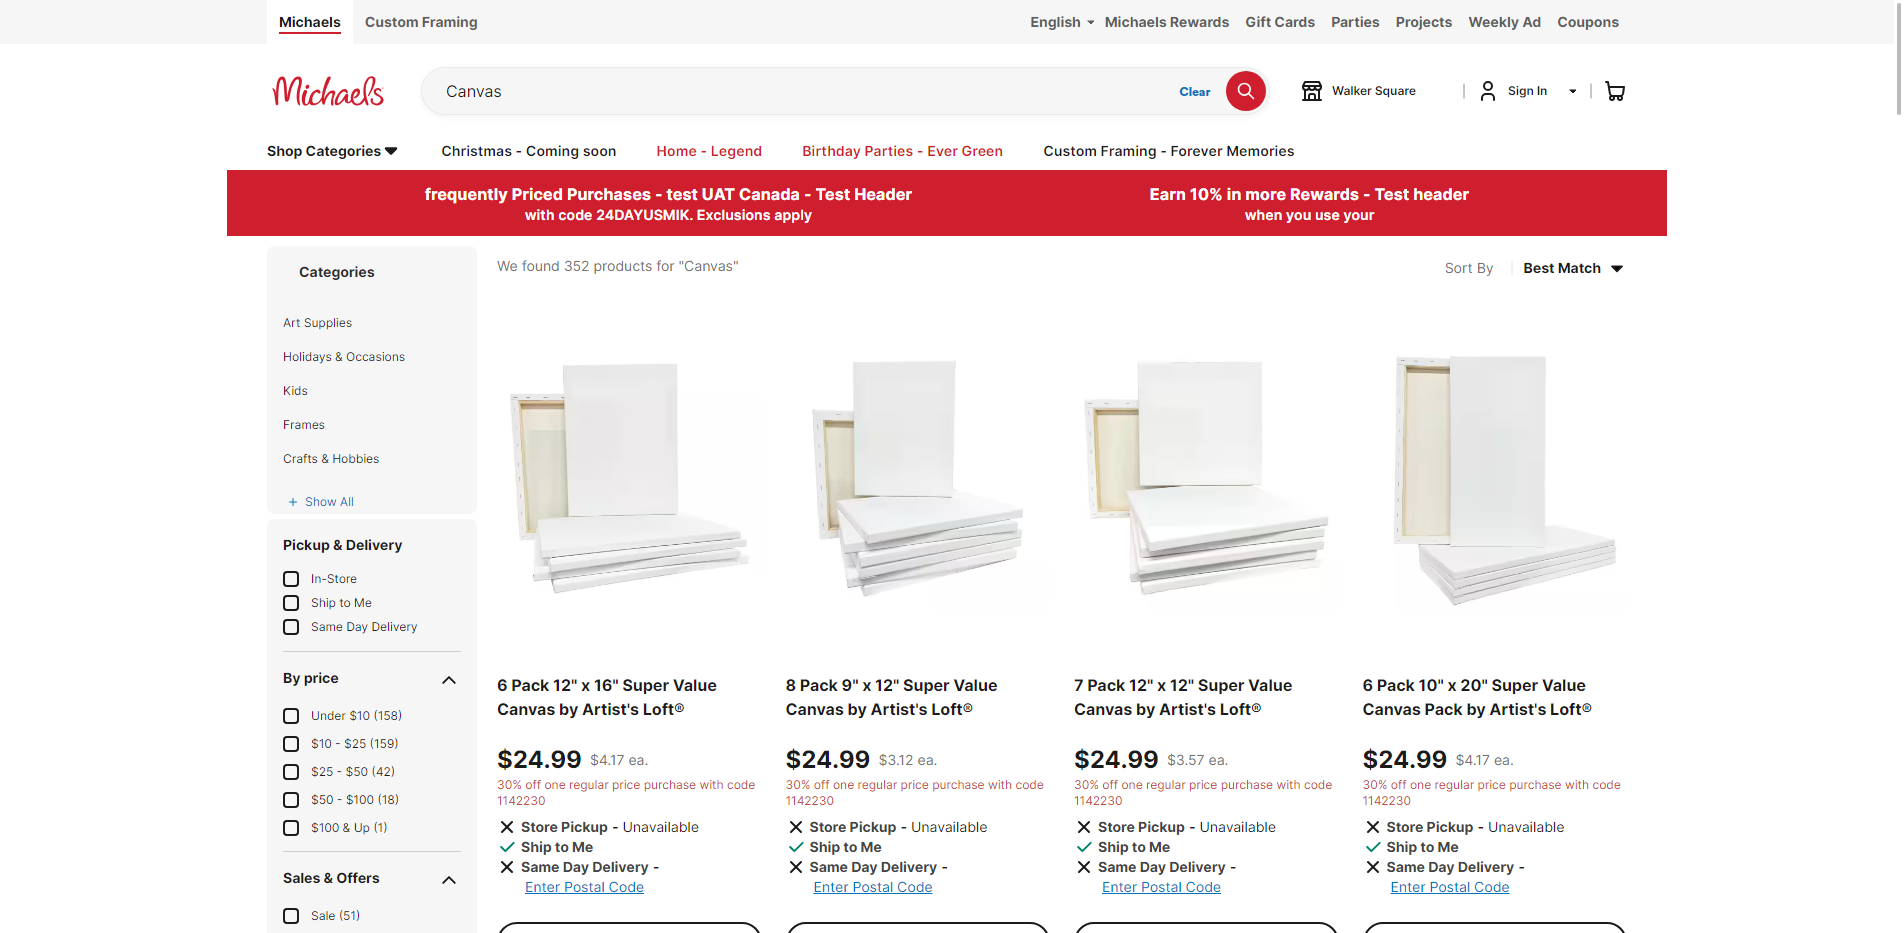 Michaels
Custom Framing
English
Michaels Rewards
Gift Cards
Parties
Projects
Weekly Ad
Coupons
Michaels
Canvas
Clear
Walker Square
Sign In
Shop Categories
Christmas - Coming soon
Home - Legend
Birthday Parties - Ever Green
Custom Framing - Forever Memories
frequently Priced Purchases - test UAT Canada - Test Header
with code 24DAYUSMIK. Exclusions apply
Earn 10% in more Rewards - Test header
when you use your
Categories
Art Supplies
Holidays & Occasions
Kids
Frames
Crafts & Hobbies
+ Show All
Pickup & Delivery
In-Store
Ship to Me
Same Day Delivery
By price
Under $10 (158)
$10 - $25 (159)
$25 - $50 (42)
$50 - $100 (18)
$100 & Up (1)
Sales & Offers
Sale (51)
We found 352 products for "Canvas"
Sort By
Best Match
6 Pack 12" x 16" Super Value
Canvas by Artist's Loft®
$24.99 $4.17 ea.
30% off one regular price purchase with code
1142230
Store Pickup - Unavailable
Ship to Me
Same Day Delivery -
Enter Postal Code
8 Pack 9" x 12" Super Value
Canvas by Artist's Loft®
$24.99 $3.12 ea.
30% off one regular price purchase with code
1142230
Store Pickup - Unavailable
Ship to Me
Same Day Delivery -
Enter Postal Code
7 Pack 12" x 12" Super Value
Canvas by Artist's Loft®
$24.99 $3.57 ea.
30% off one regular price purchase with code
1142230
Store Pickup - Unavailable
Ship to Me
Same Day Delivery -
Enter Postal Code
6 Pack 10" x 20" Super Value
Canvas Pack by Artist's Loft®
$24.99 $4.17 ea.
30% off one regular price purchase with code
1142230
Store Pickup - Unavailable
Ship to Me
Same Day Delivery -
Enter Postal Code